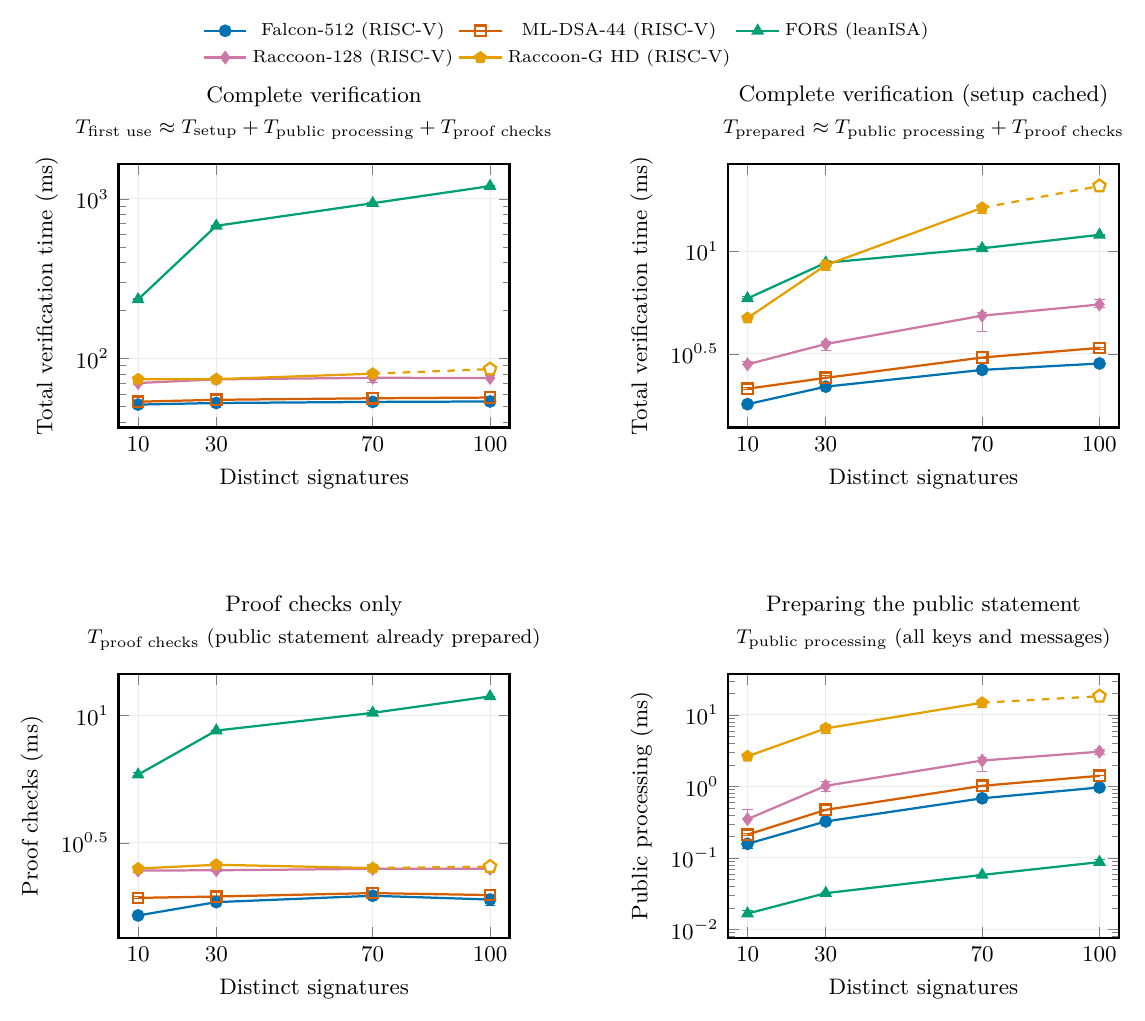 Falcon-512 (RISC-V) ML-DSA-44 (RISC-V) FORS (leanISA)
Raccoon-128 (RISC-V) Raccoon-G HD (RISC-V)
Complete verification
T_first use ≈ T_setup + T_public processing + T_proof checks
Total verification time (ms)
10^3
10^2
10 30 70 100
Distinct signatures
Complete verification (setup cached)
T_prepared ≈ T_public processing + T_proof checks
Total verification time (ms)
10^1
10^0.5
10 30 70 100
Distinct signatures
Proof checks only
T_proof checks (public statement already prepared)
Proof checks (ms)
10^1
10^0.5
10 30 70 100
Distinct signatures
Preparing the public statement
T_public processing (all keys and messages)
Public processing (ms)
10^1
10^0
10^−1
10^−2
10 30 70 100
Distinct signatures